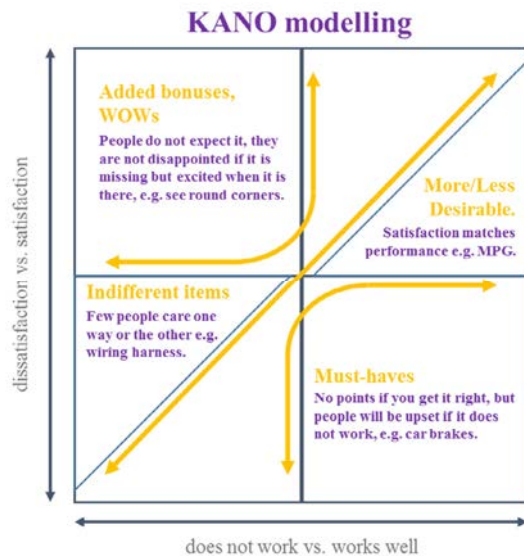 KANO modelling
Added bonuses,
WOWs
People do not expect it, they
are not disappointed if it is
missing but excited when it is
there, e.g. see round corners.
More/Less
Desirable.
Satisfaction matches
performance e.g. MPG.
Indifferent items
Few people care one
way or the other e.g.
wiring harness.
Must-haves
No points if you get it right, but
people will be upset if it does
not work, e.g. car brakes.
dissatisfaction vs. satisfaction
does not work vs. works well